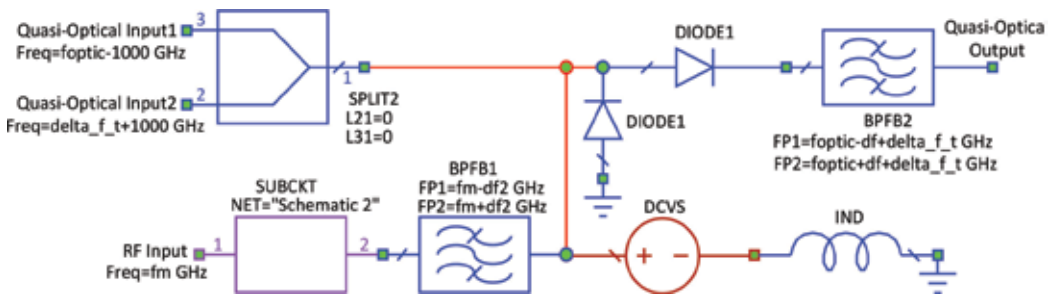 Quasi-Optical Input1
Freq=foptic-1000 GHz
3
Quasi-Optical Input2
Freq=delta_f_t+1000 GHz
2
1
SPLIT2
L21=0
L31=0
DIODE1
DIODE1
BPFB2
FP1=foptic-df+delta_f_t GHz
FP2=foptic+df+delta_f_t GHz
Quasi-Optica
Output
SUBCKT
NET="Schematic 2"
RF Input
Freq=fm GHz
1
2
BPFB1
FP1=fm-df2 GHz
FP2=fm+df2 GHz
DCVS
+ -
IND